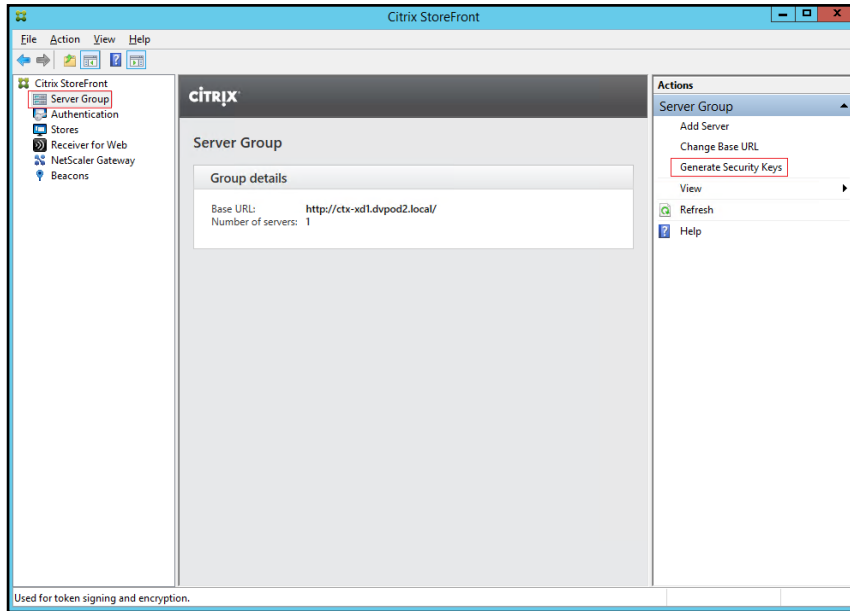 Citrix StoreFront
File Action View Help
Citrix StoreFront
Server Group
Authentication
Stores
Receiver for Web
NetScaler Gateway
Beacons
CİTRIX
Server Group
Group details
Base URL: http://ctx-xd1.dvpod2.local/
Number of servers: 1
Actions
Server Group
Add Server
Change Base URL
Generate Security Keys
View
Refresh
Help
Used for token signing and encryption.